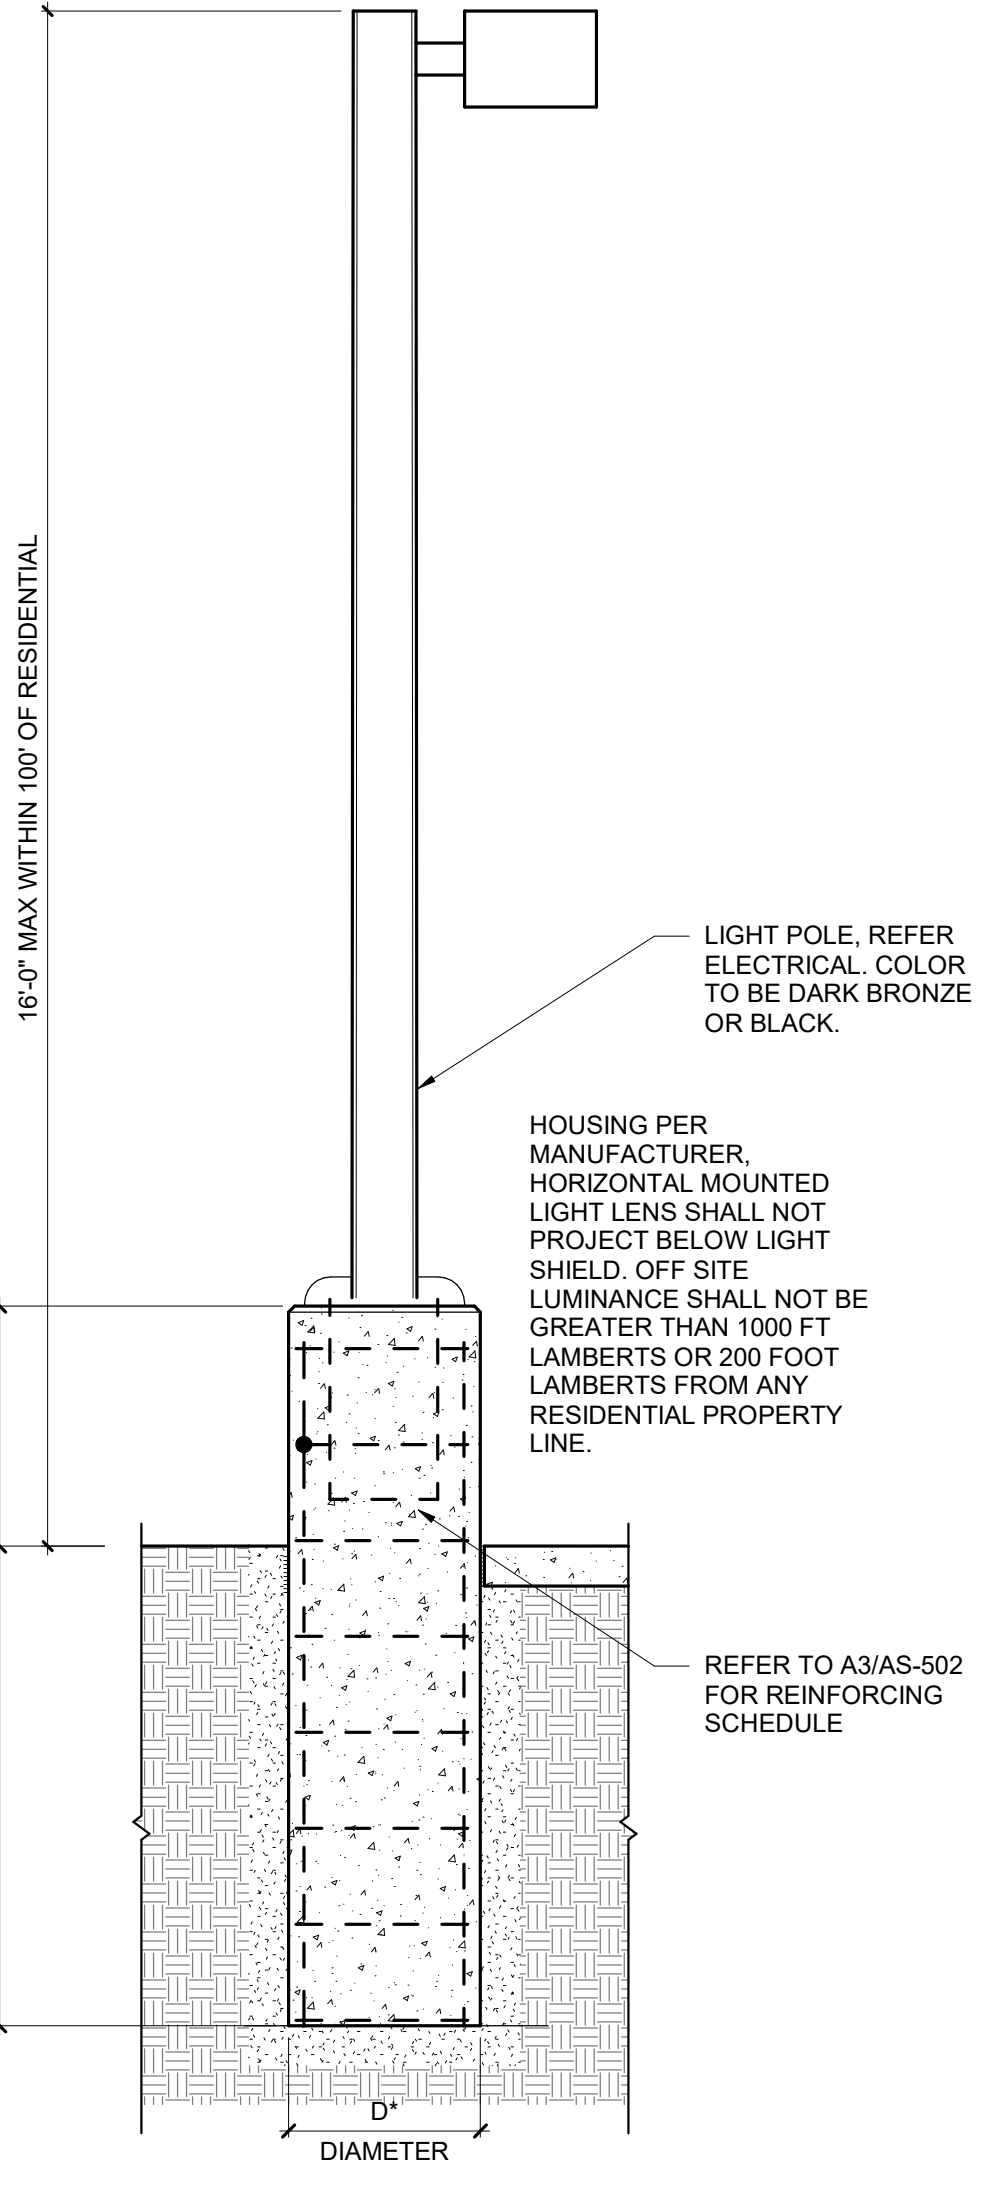 16'-0" MAX WITHIN 100' OF RESIDENTIAL
LIGHT POLE, REFER
ELECTRICAL. COLOR
TO BE DARK BRONZE
OR BLACK.
HOUSING PER
MANUFACTURER,
HORIZONTAL MOUNTED
LIGHT LENS SHALL NOT
PROJECT BELOW LIGHT
SHIELD. OFF SITE
LUMINANCE SHALL NOT BE
GREATER THAN 1000 FT
LAMBERTS OR 200 FOOT
LAMBERTS FROM ANY
RESIDENTIAL PROPERTY
LINE.
REFER TO A3/AS-502
FOR REINFORCING
SCHEDULE
D*
DIAMETER